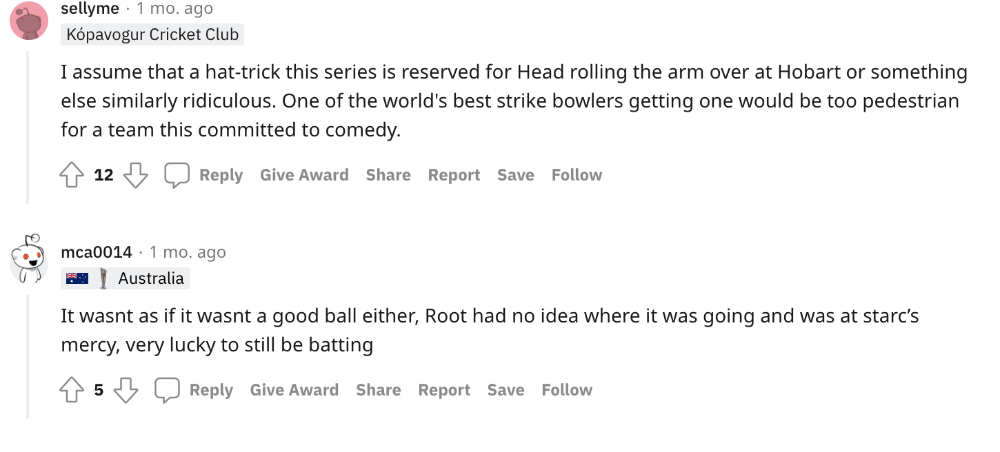 sellyme · 1 mo. ago
Kópavogur Cricket Club
I assume that a hat-trick this series is reserved for Head rolling the arm over at Hobart or something
else similarly ridiculous. One of the world's best strike bowlers getting one would be too pedestrian
for a team this committed to comedy.
12 Reply Give Award Share Report Save Follow
mca0014 · 1 mo. ago
Australia
It wasnt as if it wasnt a good ball either, Root had no idea where it was going and was at starc’s
mercy, very lucky to still be batting
5 Reply Give Award Share Report Save Follow